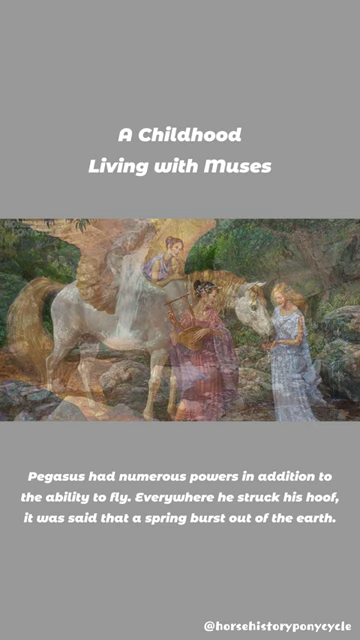 A Childhood
Living with Muses
Pegasus had numerous powers in addition to
the ability to fly. Everywhere he struck his hoof,
it was said that a spring burst out of the earth.
@horsehistoryponycycle